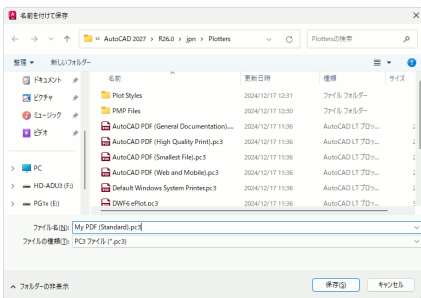 名前を付けて保存
« AutoCAD 2027 › R26.0 › jpn › Plotters
Plottersの検索
整理 新しいフォルダー
名前 更新日時 種類 サイズ
ドキュメント
ピクチャ
ミュージック
ビデオ
PC
HD-ADU3 (F:)
PG1x (E:)
Plot Styles 2024/12/17 12:31 ファイル フォルダー
PMP Files 2024/12/17 12:30 ファイル フォルダー
AutoCAD PDF (General Documentation).... 2024/12/17 11:36 AutoCAD LT プロッ...
AutoCAD PDF (High Quality Print).pc3 2024/12/17 11:36 AutoCAD LT プロッ...
AutoCAD PDF (Smallest File).pc3 2024/12/17 11:36 AutoCAD LT プロッ...
AutoCAD PDF (Web and Mobile).pc3 2024/12/17 11:36 AutoCAD LT プロッ...
Default Windows System Printer.pc3 2024/12/17 11:36 AutoCAD LT プロッ...
DWF6 ePlot.pc3 2024/12/17 11:36 AutoCAD LT プロッ...
ファイル名(N): My PDF (Standard).pc3
ファイルの種類(T): PC3 ファイル (*.pc3)
フォルダーの非表示 保存(S) キャンセル